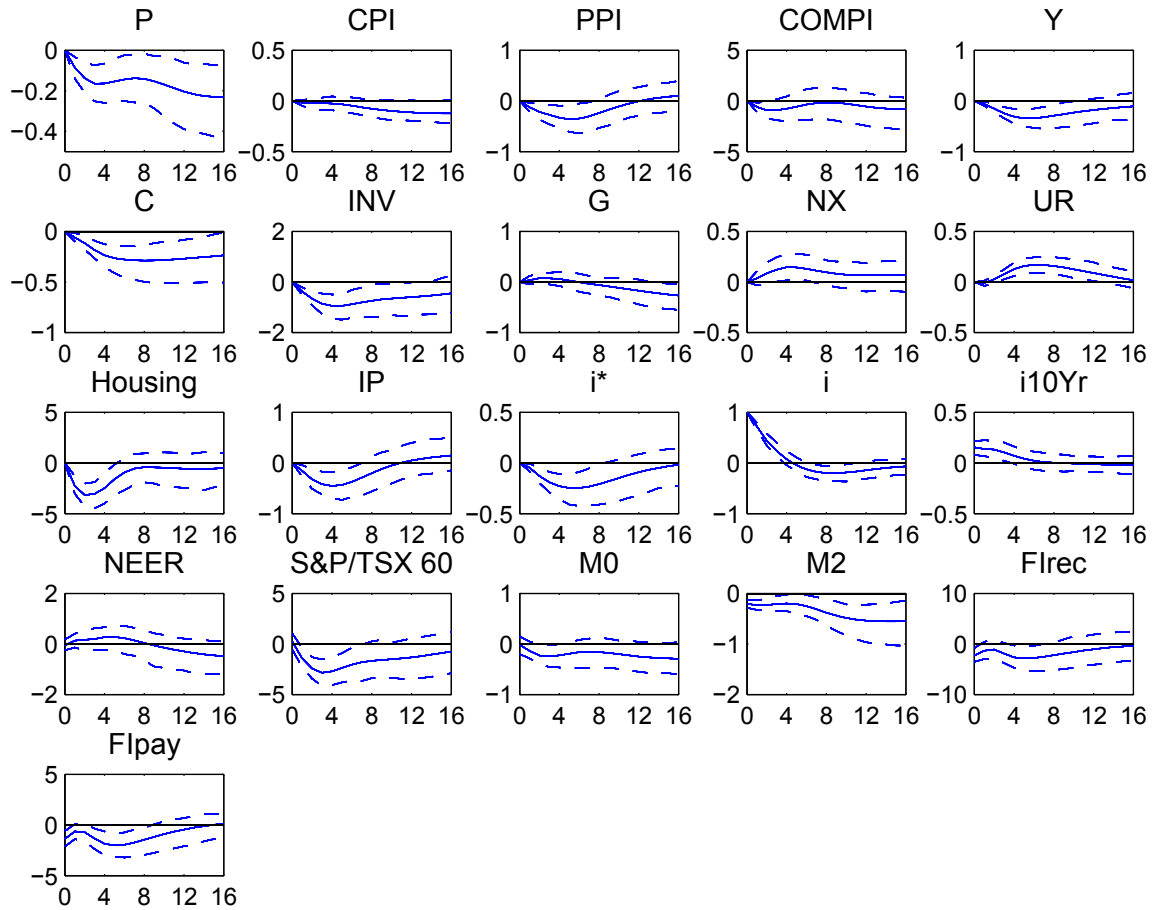 P CPI PPI COMPI Y
0 0.5 1 5 1
−0.2 0 0 0 0
−0.4 −0.5 −1 −5 −1
0 4 8 12 16 0 4 8 12 16 0 4 8 12 16 0 4 8 12 16 0 4 8 12 16
C INV G NX UR
0 2 1 0.5 0.5
−0.5 0 0 0 0
−1 −2 −1 −0.5 −0.5
0 4 8 12 16 0 4 8 12 16 0 4 8 12 16 0 4 8 12 16 0 4 8 12 16
Housing IP i* i i10Yr
5 1 0.5 1 0.5
0 0 0 0 0
−5 −1 −0.5 −1 −0.5
0 4 8 12 16 0 4 8 12 16 0 4 8 12 16 0 4 8 12 16 0 4 8 12 16
NEER S&P/TSX 60 M0 M2 FIrec
2 5 1 0 10
0 0 0 −1 0
−2 −5 −1 −2 −10
0 4 8 12 16 0 4 8 12 16 0 4 8 12 16 0 4 8 12 16 0 4 8 12 16
FIpay
5
0
−5
0 4 8 12 16